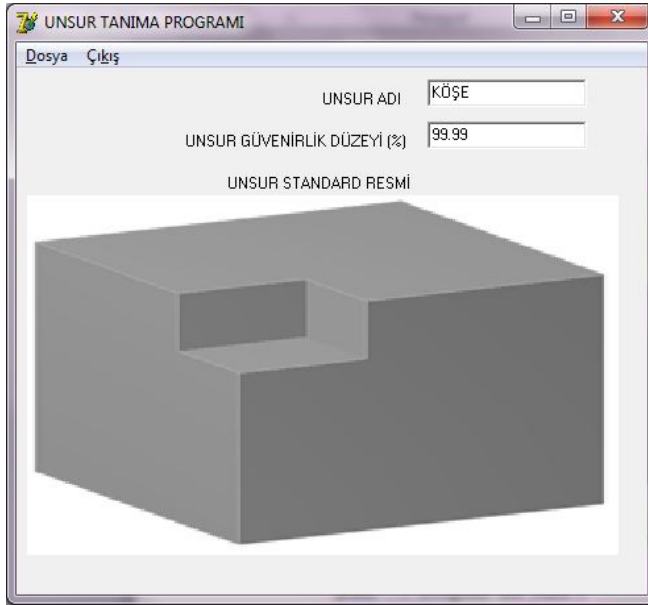 UNSUR TANIMA PROGRAMI
Dosya Çıkış
UNSUR ADI KÖŞE
UNSUR GÜVENİRLİK DÜZEYİ (%) 99.99
UNSUR STANDARD RESMİ